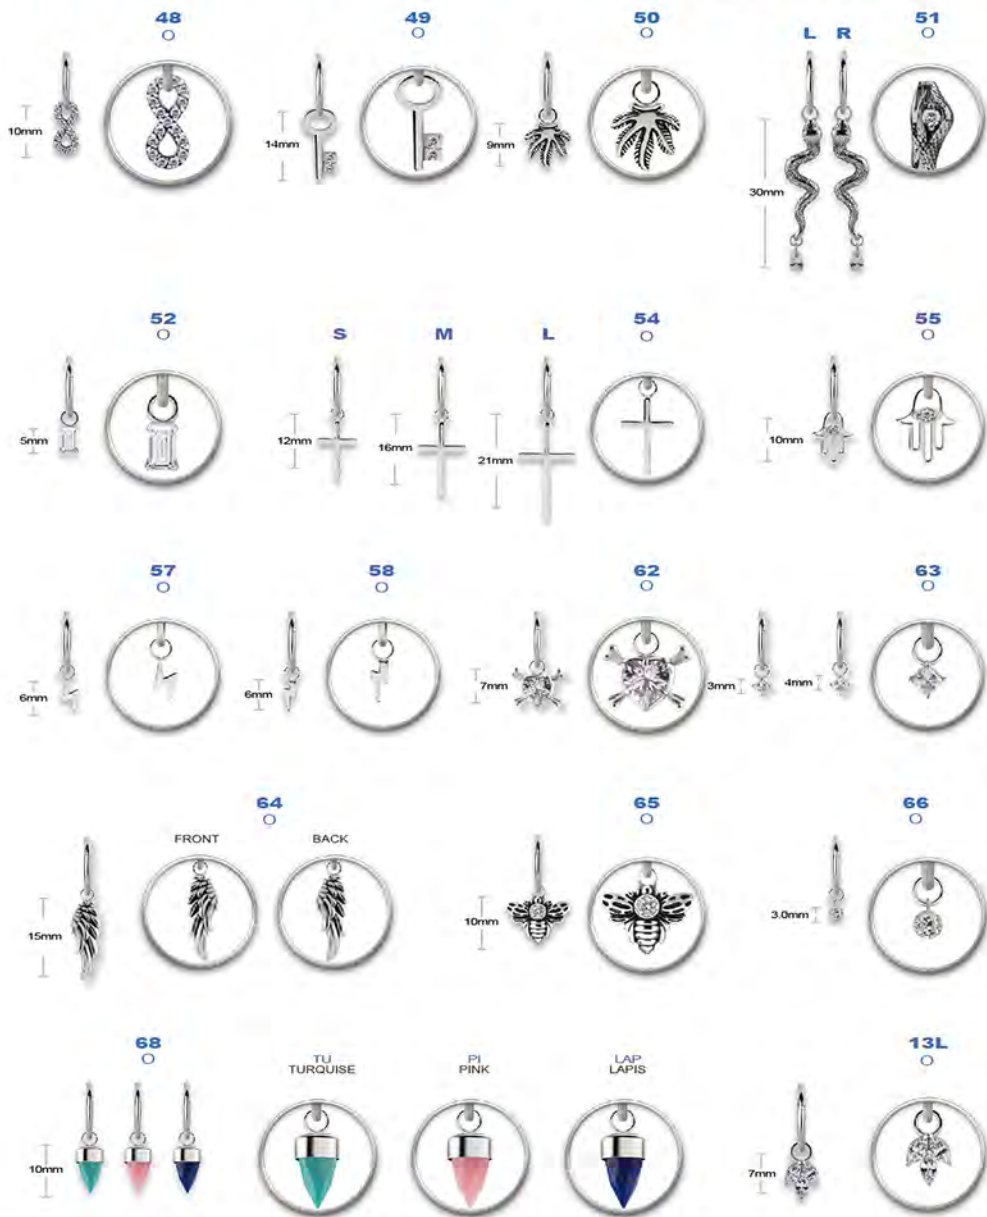 48
O
10mm
49
O
14mm
50
O
9mm
L R
51
O
30mm
52
O
5mm
S M L
54
O
12mm
16mm
21mm
55
O
10mm
57
O
6mm
58
O
6mm
62
O
7mm
63
O
3mm
4mm
64
O
FRONT
BACK
15mm
65
O
10mm
66
O
3.0mm
68
O
10mm
TU
TURQUISE
PI
PINK
LAP
LAPIS
13L
O
7mm